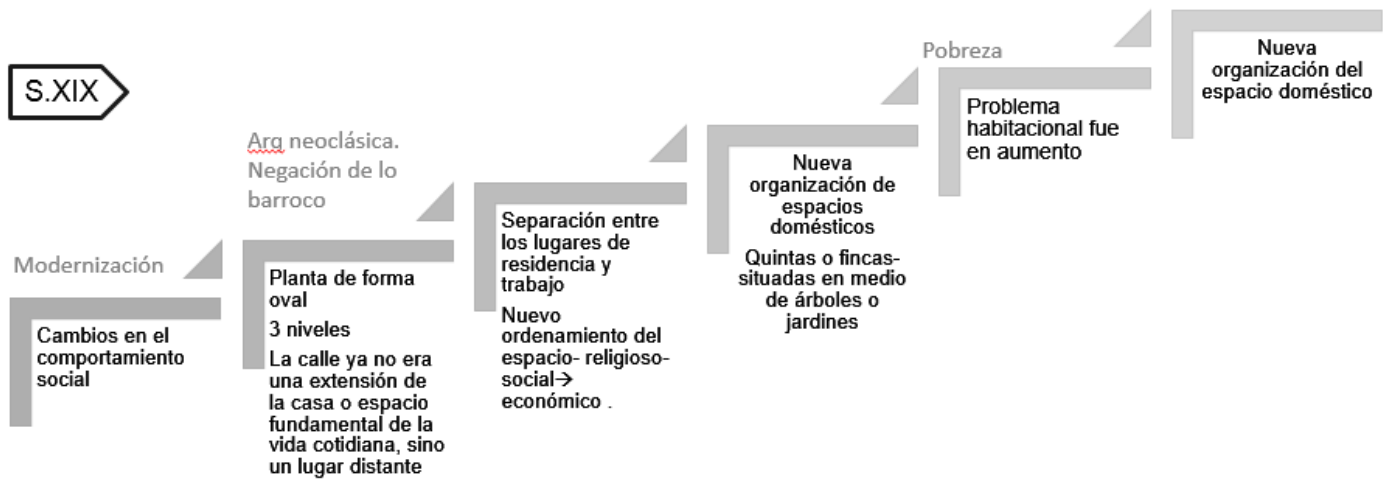 S.XIX
Modernización
Cambios en el
comportamiento
social
Arq neoclásica.
Negación de lo
barroco
Planta de forma
oval
3 niveles
La calle ya no era
una extensión de
la casa o espacio
fundamental de la
vida cotidiana, sino
un lugar distante
Separación entre
los lugares de
residencia y
trabajo
Nuevo
ordenamiento del
espacio- religioso-
social→
económico .
Nueva
organización de
espacios
domésticos
Quintas o fincas-
situadas en medio
de árboles o
jardines
Pobreza
Problema
habitacional fue
en aumento
Nueva
organización del
espacio doméstico